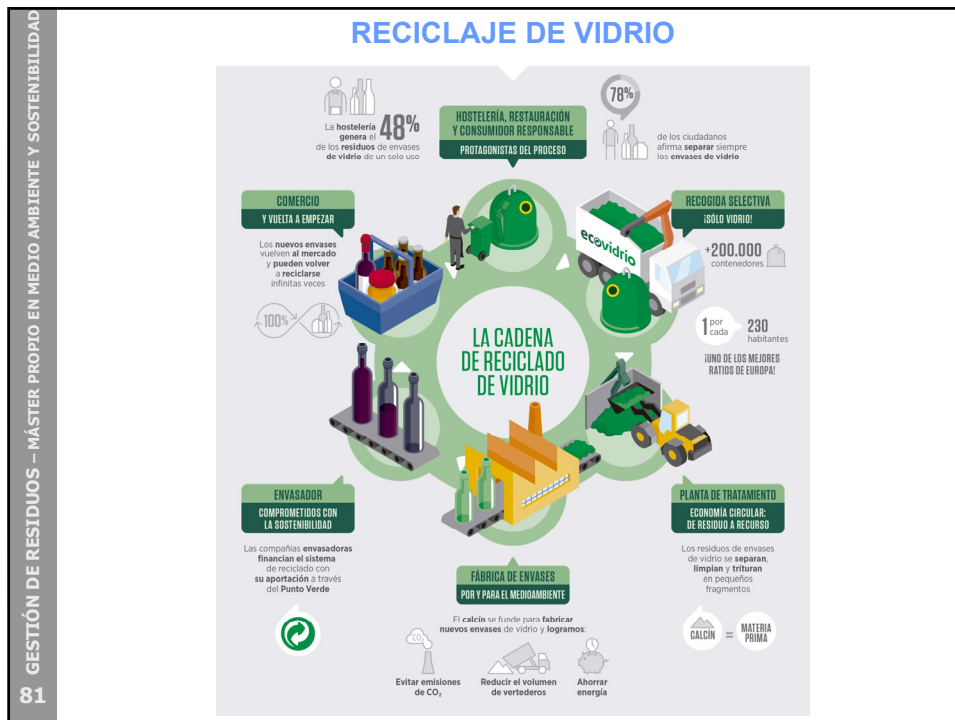 GESTIÓN DE RESIDUOS – MÁSTER PROPIO EN MEDIO AMBIENTE Y SOSTENIBILIDAD
81
RECICLAJE DE VIDRIO
La hostelería
genera el
48%
de los residuos de envases
de vidrio de un solo uso
HOSTELERÍA, RESTAURACIÓN
Y CONSUMIDOR RESPONSABLE
PROTAGONISTAS DEL PROCESO
78%
de los ciudadanos
afirma separar siempre
los envases de vidrio
COMERCIO
Y VUELTA A EMPEZAR
Los nuevos envases
vuelven al mercado
y pueden volver
a reciclarse
infinitas veces
100%
ecovidrio
RECOGIDA SELECTIVA
¡SÓLO VIDRIO!
+200.000
contenedores
1 por
cada
230
habitantes
¡UNO DE LOS MEJORES
RATIOS DE EUROPA!
LA CADENA
DE RECICLADO
DE VIDRIO
ENVASADOR
COMPROMETIDOS CON
LA SOSTENIBILIDAD
Las compañías envasadoras
financian el sistema
de reciclado con
su aportación a través
del Punto Verde
FÁBRICA DE ENVASES
POR Y PARA EL MEDIOAMBIENTE
El calcín se funde para fabricar
nuevos envases de vidrio y logramos:
CO₂
Evitar emisiones
de CO₂
Reducir el volumen
de vertederos
Ahorrar
energía
PLANTA DE TRATAMIENTO
ECONOMÍA CIRCULAR:
DE RESIDUO A RECURSO
Los residuos de envases
de vidrio se separan,
limpian y trituran
en pequeños
fragmentos
CALCÍN = MATERIA
PRIMA